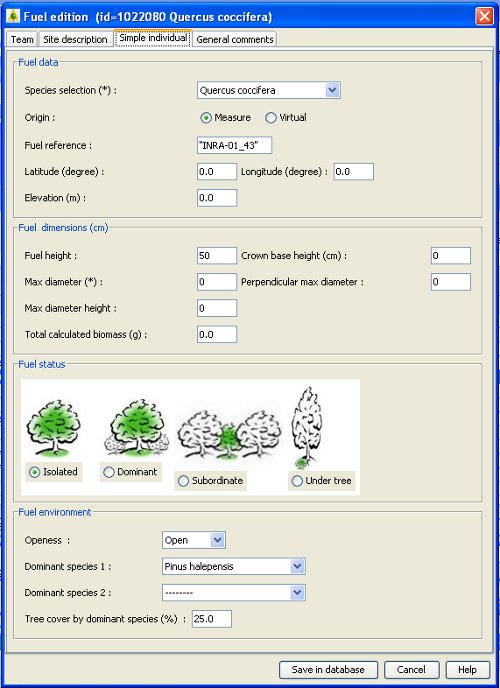 Fuel edition (id=1022080 Quercus coccifera)
Team Site description Simple individual General comments
Fuel data
Species selection (*) : Quercus coccifera
Origin : Measure Virtual
Fuel reference : "INRA-01_43"
Latitude (degree) : 0.0 Longitude (degree) : 0.0
Elevation (m) : 0.0
Fuel dimensions (cm)
Fuel height : 50 Crown base height (cm) : 0
Max diameter (*) : 0 Perpendicular max diameter : 0
Max diameter height : 0
Total calculated biomass (g) : 0.0
Fuel status
Isolated Dominant Subordinate Under tree
Fuel environment
Openess : Open
Dominant species 1 : Pinus halepensis
Dominant species 2 : --------
Tree cover by dominant species (%) : 25.0
Save in database Cancel Help